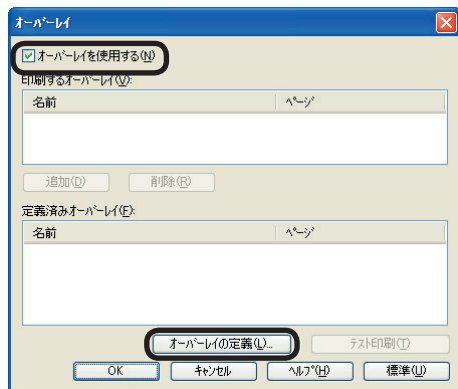 オーバーレイ
オーバーレイを使用する(N)
印刷するオーバーレイ(V):
名前 ページ
追加(D) 削除(R)
定義済みオーバーレイ(F):
名前 ページ
オーバーレイの定義(L)... テスト印刷(T)
OK キャンセル ヘルプ(H) 標準(U)